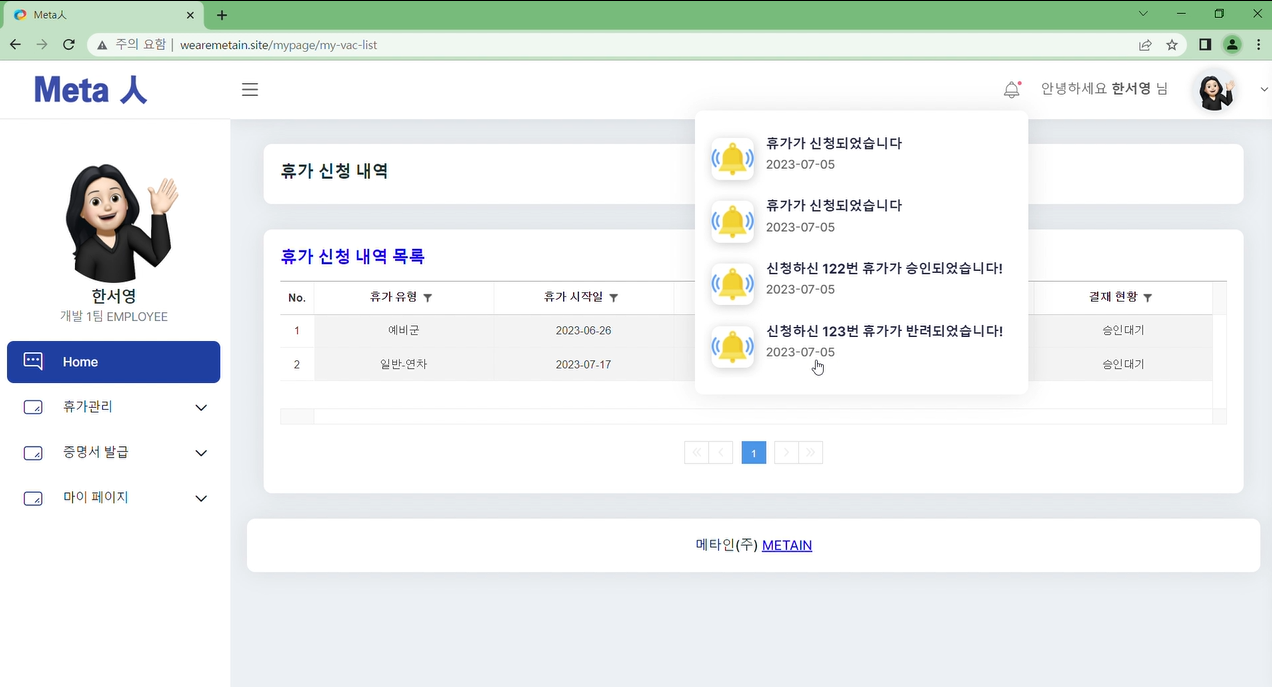 Meta人
주의 요함 | wearemetain.site/mypage/my-vac-list
Meta 人
안녕하세요 한서영 님
한서영
개발 1팀 EMPLOYEE
Home
휴가관리
증명서 발급
마이 페이지
휴가 신청 내역
휴가가 신청되었습니다
2023-07-05
휴가가 신청되었습니다
2023-07-05
신청하신 122번 휴가가 승인되었습니다!
2023-07-05
신청하신 123번 휴가가 반려되었습니다!
2023-07-05
휴가 신청 내역 목록
No. 휴가 유형 휴가 시작일 결재 현황
1 예비군 2023-06-26 승인대기
2 일반-연차 2023-07-17 승인대기
« ‹ 1 › »
메타인(주) METAIN